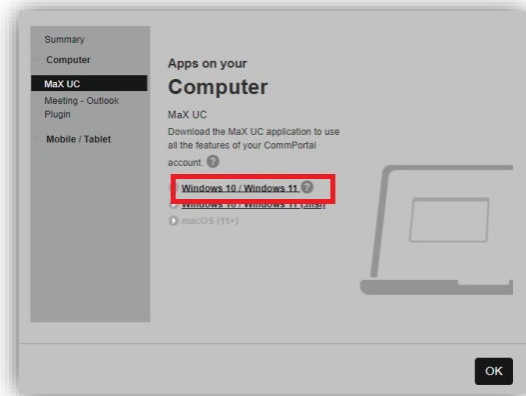 Summary
Computer
MaX UC
Meeting - Outlook
Plugin
Mobile / Tablet
Apps on your
Computer
MaX UC
Download the MaX UC application to use
all the features of your CommPortal
account. ?
Windows 10 / Windows 11 ?
Windows 10 / Windows 11 (.msi)
macOS (11+)
OK